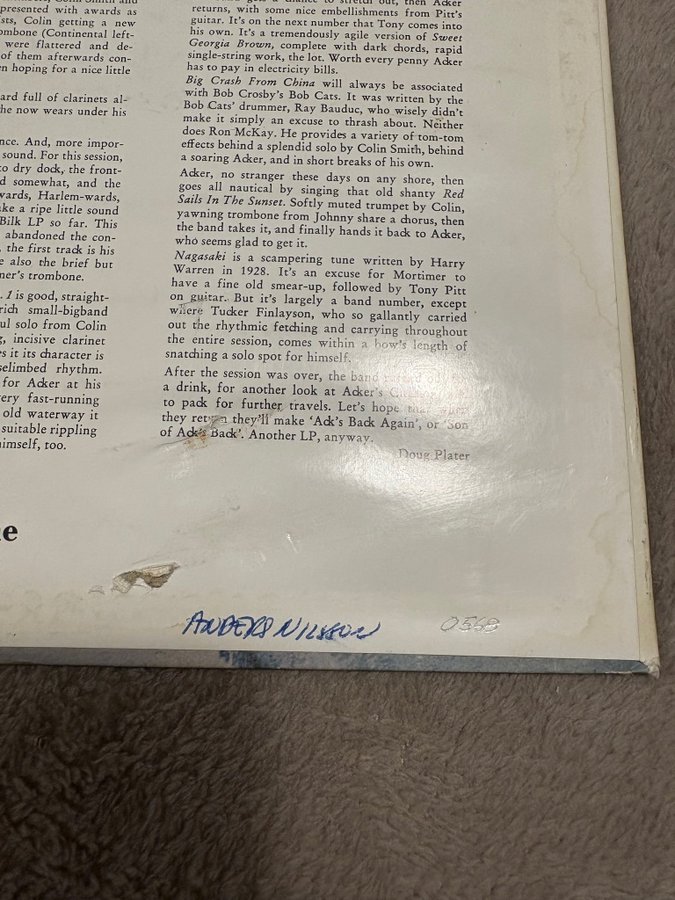 presented with awards as
ists, Colin getting a new
ombone (Continental left-
were flattered and de-
of them afterwards con-
n hoping for a nice little
ard full of clarinets al-
he now wears under his
nce. And, more impor-
sound. For this session,
to dry dock, the front-
d somewhat, and the
wards, Harlem-wards,
ke a ripe little sound
Bilk LP so far. This
abandoned the con-
, the first track is his
e also the brief but
ner's trombone.
. 1 is good, straight-
rich small-bigband
ul solo from Colin
g, incisive clarinet
es it its character is
selimbed rhythm.
for Acker at his
ery fast-running
old waterway it
suitable rippling
himself, too.
e
returns, with some nice embellishments from Pitt's
guitar. It's on the next number that Tony comes into
his own. It's a tremendously agile version of Sweet
Georgia Brown, complete with dark chords, rapid
single-string work, the lot. Worth every penny Acker
has to pay in electricity bills.
Big Crash From China will always be associated
with Bob Crosby's Bob Cats. It was written by the
Bob Cats' drummer, Ray Bauduc, who wisely didn't
make it simply an excuse to thrash about. Neither
does Ron McKay. He provides a variety of tom-tom
effects behind a splendid solo by Colin Smith, behind
a soaring Acker, and in short breaks of his own.
Acker, no stranger these days on any shore, then
goes all nautical by singing that old shanty Red
Sails In The Sunset. Softly muted trumpet by Colin,
yawning trombone from Johnny share a chorus, then
the band takes it, and finally hands it back to Acker,
who seems glad to get it.
Nagasaki is a scampering tune written by Harry
Warren in 1928. It's an excuse for Mortimer to
have a fine old smear-up, followed by Tony Pitt
on guitar. But it's largely a band number, except
where Tucker Finlayson, who so gallantly carried
out the rhythmic fetching and carrying throughout
the entire session, comes within a bow's length of
snatching a solo spot for himself.
After the session was over, the band
a drink, for another look at Acker's
to pack for further travels. Let's hope that when
they return they'll make 'Ack's Back Again', or 'Son
of Ack's Back'. Another LP, anyway.
Doug Plater
ANDERS NILSSON
0568